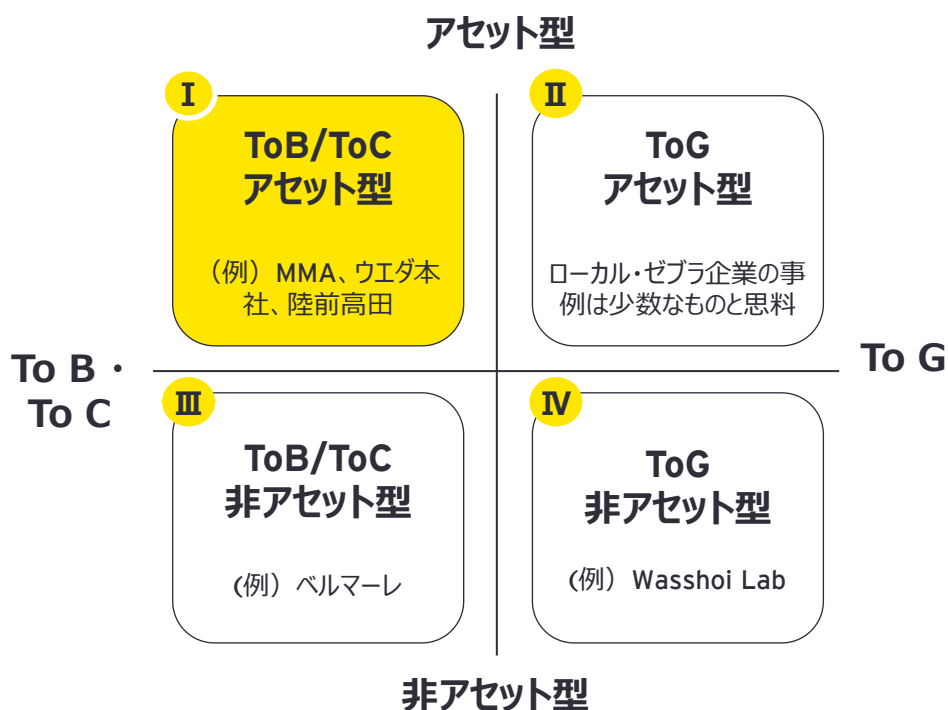 アセット型
Ⅰ
ToB/ToC
アセット型
（例）MMA、ウエダ本
社、陸前高田
Ⅱ
ToG
アセット型
ローカル・ゼブラ企業の事
例は少数なものと思料
To B・
To C
To G
Ⅲ
ToB/ToC
非アセット型
(例）ベルマーレ
Ⅳ
ToG
非アセット型
(例）Wasshoi Lab
非アセット型